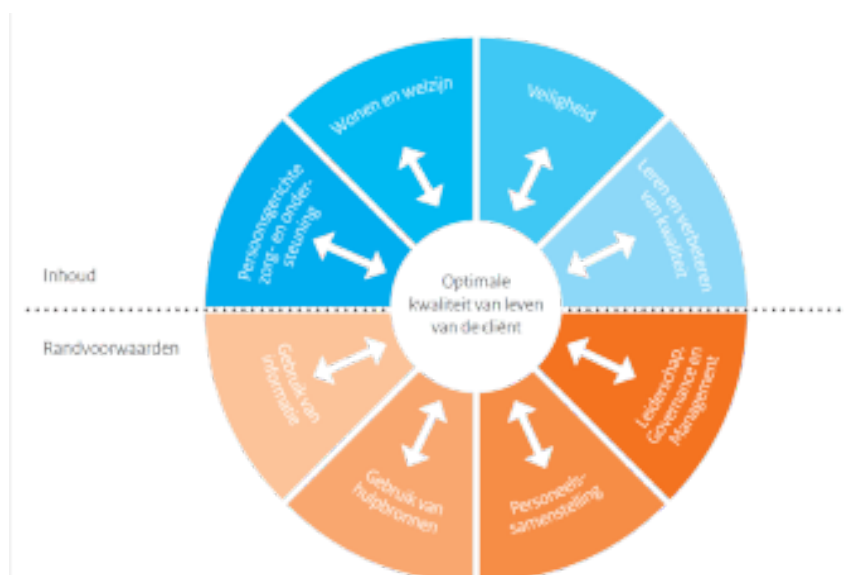 Wonen en welzijn
Veiligheid
Persoonsgerichte
zorg- en onder-
steuning
Leren en verbeteren
van kwaliteit
Inhoud
Optimale
kwaliteit van leven
van de cliënt
Randvoorwaarden
Gebruik van
informatie
Leiderschap,
Governance en
Management
Gebruik van
hulpbronnen
Personeels-
samenstelling